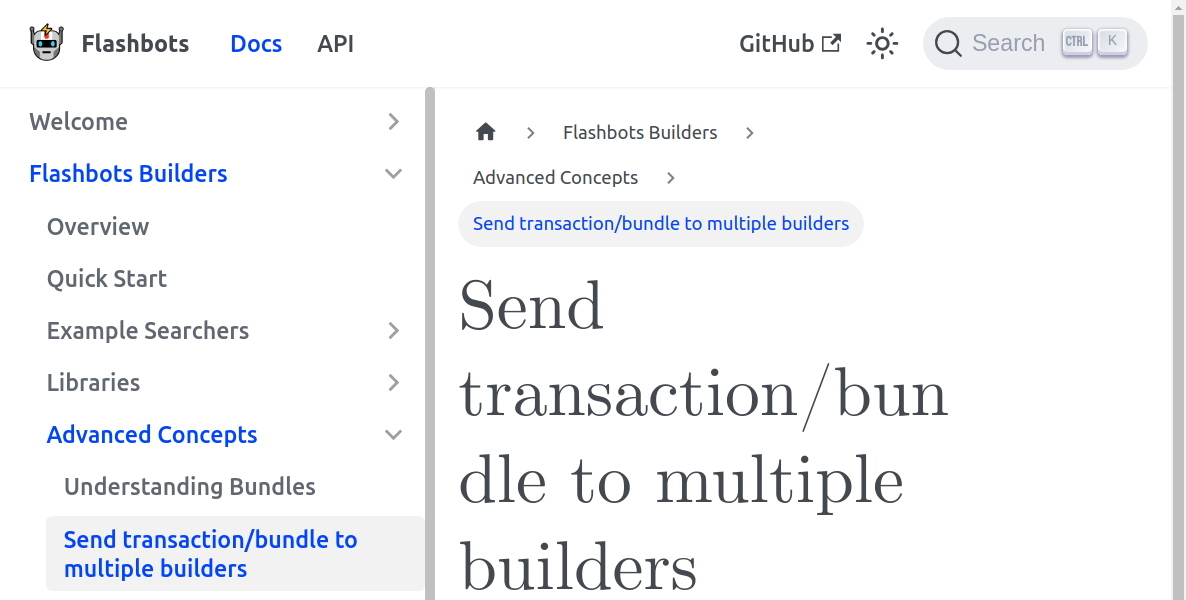 Flashbots Docs API GitHub Search CTRL K
Welcome
Flashbots Builders
Overview
Quick Start
Example Searchers
Libraries
Advanced Concepts
Understanding Bundles
Send transaction/bundle to
multiple builders
Flashbots Builders
Advanced Concepts
Send transaction/bundle to multiple builders
Send
transaction/bun
dle to multiple
builders